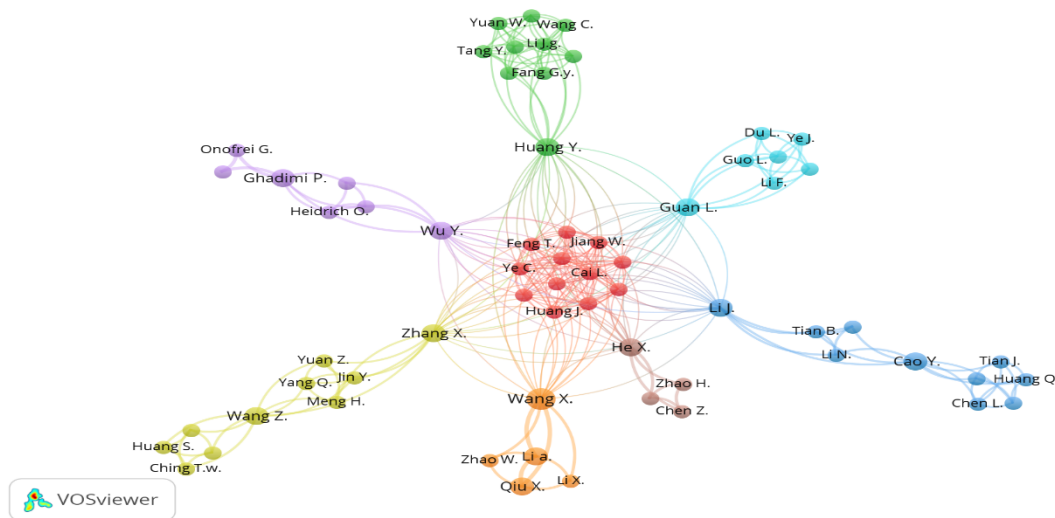 Yuan W.
Wang C.
Tang Y.
Li J.g.
Fang G.y.
Huang Y.
Du L.
Ye J.
Guo L.
Li F.
Guan L.
Onofrei G.
Ghadimi P.
Heidrich O.
Wu Y.
Feng T.
Jiang W.
Ye C.
Cai L.
Huang J.
Li J.
Tian B.
Li N.
Cao Y.
Tian J.
Huang Q
Chen L.
Zhang X.
He X.
Yuan Z.
Yang Q.
Jin Y.
Meng H.
Wang Z.
Huang S.
Ching T.w.
Zhao H.
Chen Z.
Wang X.
Zhao W.
Li a.
Qiu X.
Li X.
VOSviewer